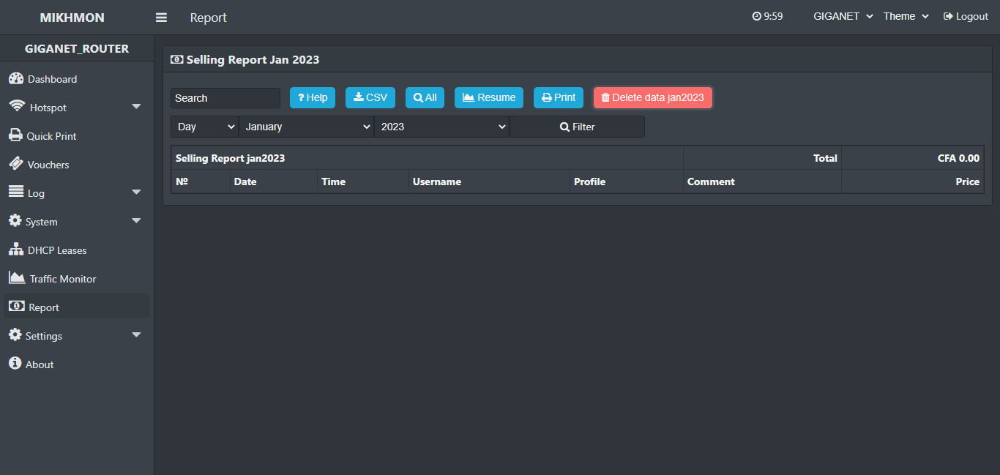 MIKHMON
Report
9:59
GIGANET
Theme
Logout
GIGANET_ROUTER
Dashboard
Hotspot
Quick Print
Vouchers
Log
System
DHCP Leases
Traffic Monitor
Report
Settings
About
Selling Report Jan 2023
Search
? Help
CSV
All
Resume
Print
Delete data jan2023
Day
January
2023
Filter
Selling Report jan2023 Total CFA 0.00
№ Date Time Username Profile Comment Price